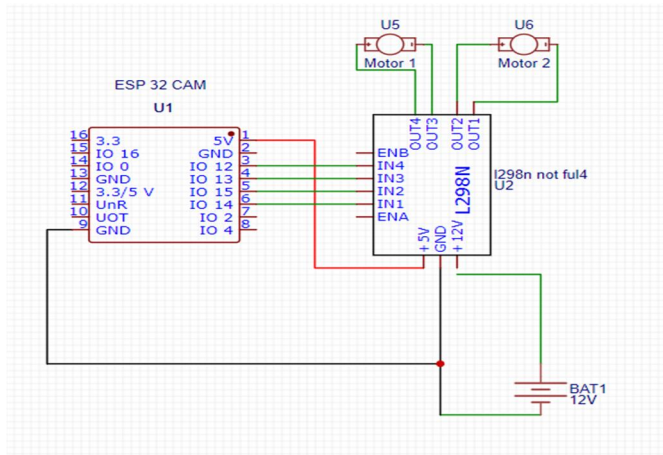 U5
Motor 1
U6
Motor 2
ESP 32 CAM
U1
16 3.3 5V 1
15 IO 16 GND 2
14 IO 0 IO 12 3
13 GND IO 13 4
12 3.3/5 V IO 15 5
11 UnR IO 14 6
10 UOT IO 2 7
9 GND IO 4 8
OUT4 OUT3 OUT2 OUT1
ENB
IN4
IN3
IN2
IN1
ENA
L298N
+5V GND +12V
l298n not ful4
U2
BAT1
12V